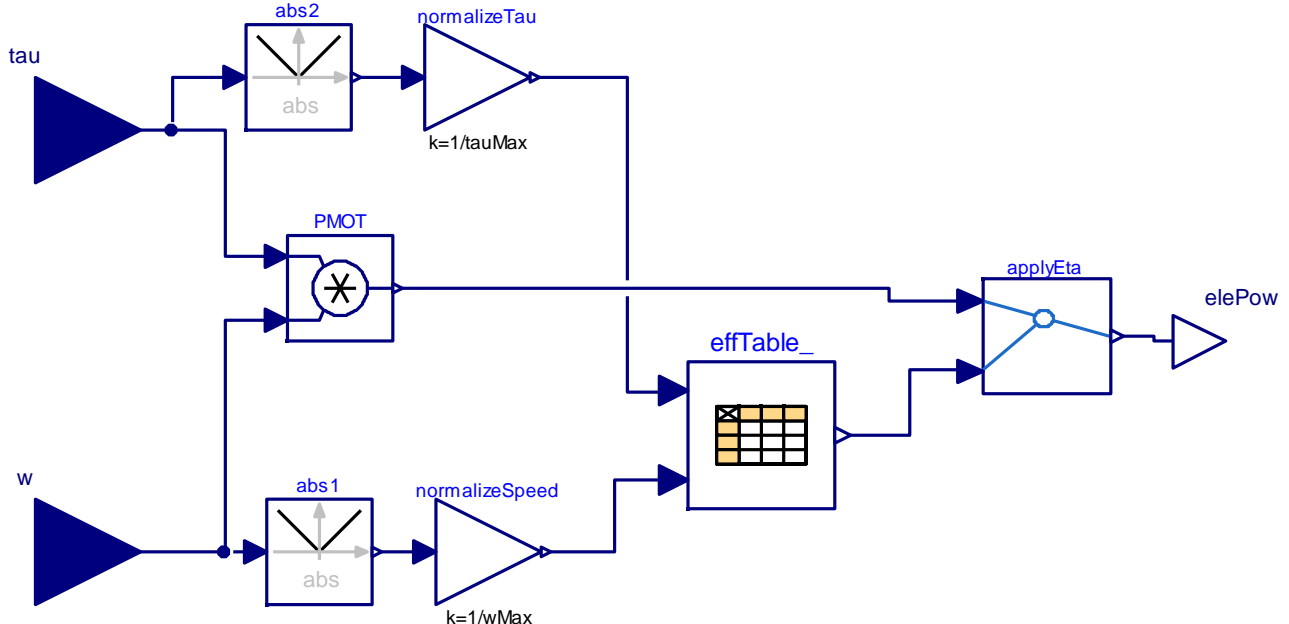 abs2
normalizeTau
tau
abs
k=1/tauMax
PMOT
applyEta
elePow
effTable_
w
abs1
normalizeSpeed
abs
k=1/wMax